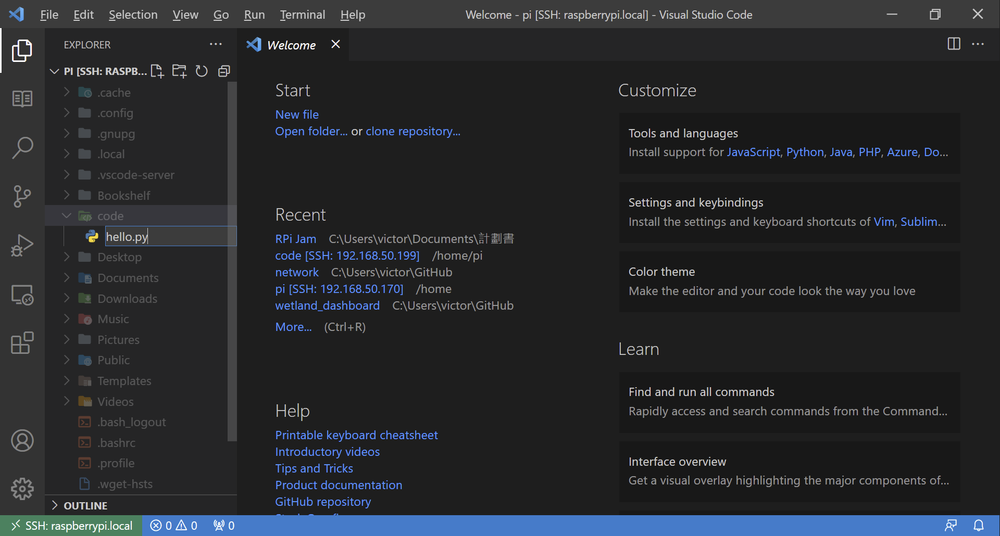 File Edit Selection View Go Run Terminal Help
Welcome - pi [SSH: raspberrypi.local] - Visual Studio Code
EXPLORER
PI [SSH: RASPB...
.cache
.config
.gnupg
.local
.vscode-server
Bookshelf
code
hello.py
Desktop
Documents
Downloads
Music
Pictures
Public
Templates
Videos
.bash_logout
.bashrc
.profile
.wget-hsts
OUTLINE
Welcome
Start
New file
Open folder... or clone repository...
Recent
RPi Jam C:\Users\victor\Documents\計劃書
code [SSH: 192.168.50.199] /home/pi
network C:\Users\victor\GitHub
pi [SSH: 192.168.50.170] /home
wetland_dashboard C:\Users\victor\GitHub
More... (Ctrl+R)
Help
Printable keyboard cheatsheet
Introductory videos
Tips and Tricks
Product documentation
GitHub repository
Customize
Tools and languages
Install support for JavaScript, Python, Java, PHP, Azure, Do...
Settings and keybindings
Install the settings and keyboard shortcuts of Vim, Sublim...
Color theme
Make the editor and your code look the way you love
Learn
Find and run all commands
Rapidly access and search commands from the Command...
Interface overview
Get a visual overlay highlighting the major components of...
SSH: raspberrypi.local 0 0 0